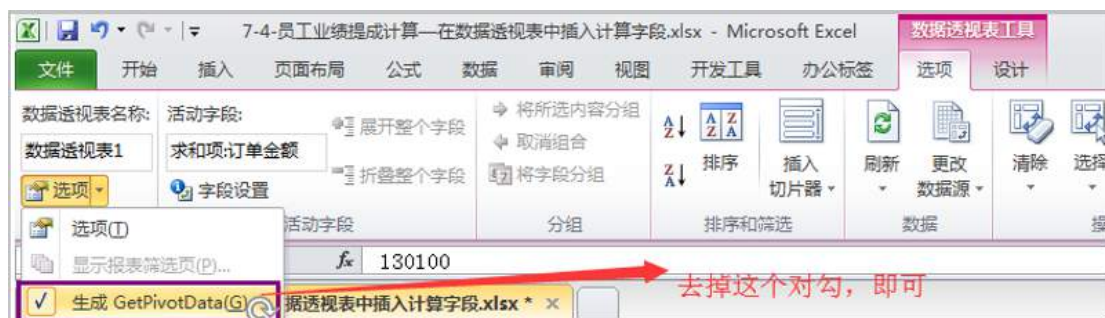 7-4-员工业绩提成计算—在数据透视表中插入计算字段.xlsx - Microsoft Excel 数据透视表工具
文件 开始 插入 页面布局 公式 数据 审阅 视图 开发工具 办公标签 选项 设计
数据透视表名称: 活动字段:
数据透视表1 求和项:订单金额
选项 字段设置
展开整个字段
折叠整个字段
将所选内容分组
取消组合
将字段分组
排序
插入
切片器
刷新
更改
数据源
清除
选择
活动字段 分组 排序和筛选 数据
选项(T)
显示报表筛选页(P)...
生成 GetPivotData(G)
fx 130100
据透视表中插入计算字段.xlsx *
去掉这个对勾，即可